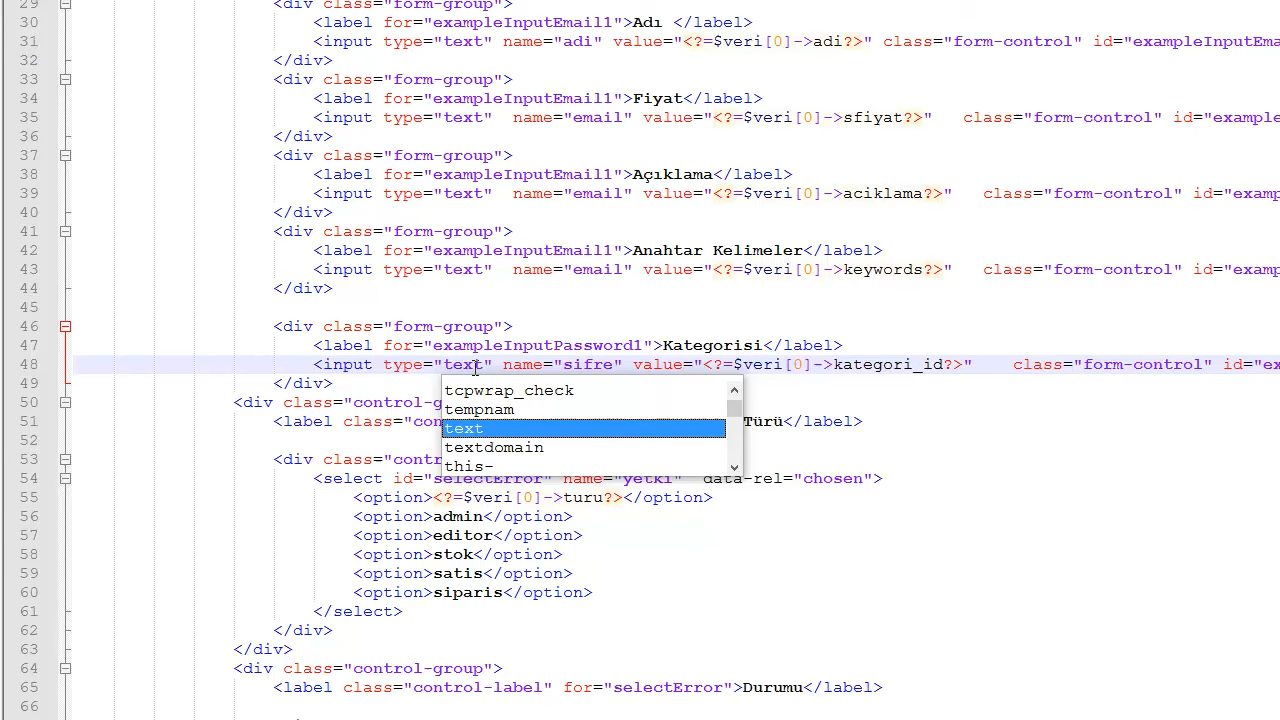 29 <div class="form-group">
30 <label for="exampleInputEmail1">Adı </label>
31 <input type="text" name="adi" value="<?=$veri[0]->adi?>" class="form-control" id="exampleInputEma
32 </div>
33 <div class="form-group">
34 <label for="exampleInputEmail1">Fiyat</label>
35 <input type="text"  name="email" value="<?=$veri[0]->sfiyat?>"   class="form-control" id="example
36 </div>
37 <div class="form-group">
38 <label for="exampleInputEmail1">Açıklama</label>
39 <input type="text"  name="email" value="<?=$veri[0]->aciklama?>"   class="form-control" id="examp
40 </div>
41 <div class="form-group">
42 <label for="exampleInputEmail1">Anahtar Kelimeler</label>
43 <input type="text"  name="email" value="<?=$veri[0]->keywords?>"   class="form-control" id="examp
44 </div>
45
46 <div class="form-group">
47 <label for="exampleInputPassword1">Kategorisi</label>
48 <input type="text" name="sifre" value="<?=$veri[0]->kategori_id?>"    class="form-control" id="ex
49 </div>
tcpwrap_check
tempnam
text
textdomain
this-
50 <div class="control-g
51 <label class="con Türü</label>
52
53 <div class="contr
54 <select id="selectError" name="yetki"  data-rel="chosen">
55 <option><?=$veri[0]->turu?></option>
56 <option>admin</option>
57 <option>editor</option>
58 <option>stok</option>
59 <option>satis</option>
60 <option>siparis</option>
61 </select>
62 </div>
63 </div>
64 <div class="control-group">
65 <label class="control-label" for="selectError">Durumu</label>
66